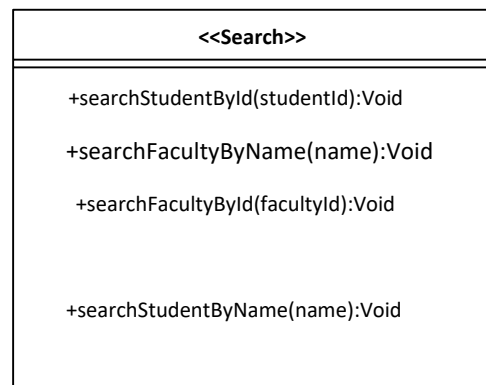 <<Search>>
+searchStudentById(studentId):Void
+searchFacultyByName(name):Void
+searchFacultyById(facultyId):Void
+searchStudentByName(name):Void